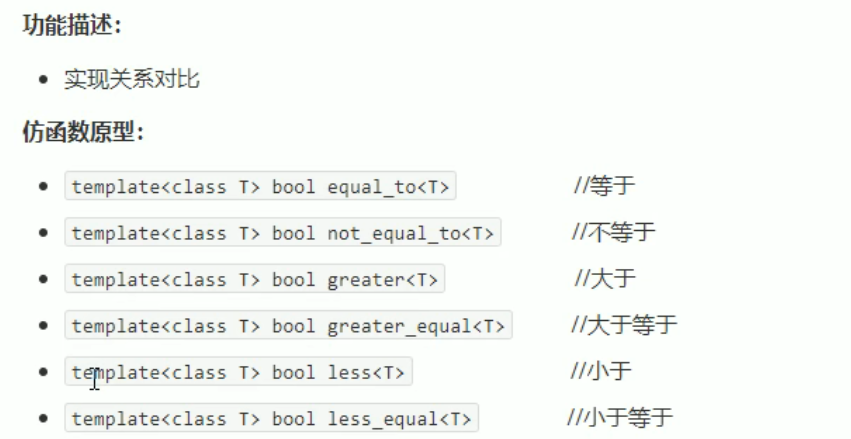 功能描述：
实现关系对比
仿函数原型：
template<class T> bool equal_to<T> //等于
template<class T> bool not_equal_to<T> //不等于
template<class T> bool greater<T> //大于
template<class T> bool greater_equal<T> //大于等于
template<class T> bool less<T> //小于
template<class T> bool less_equal<T> //小于等于